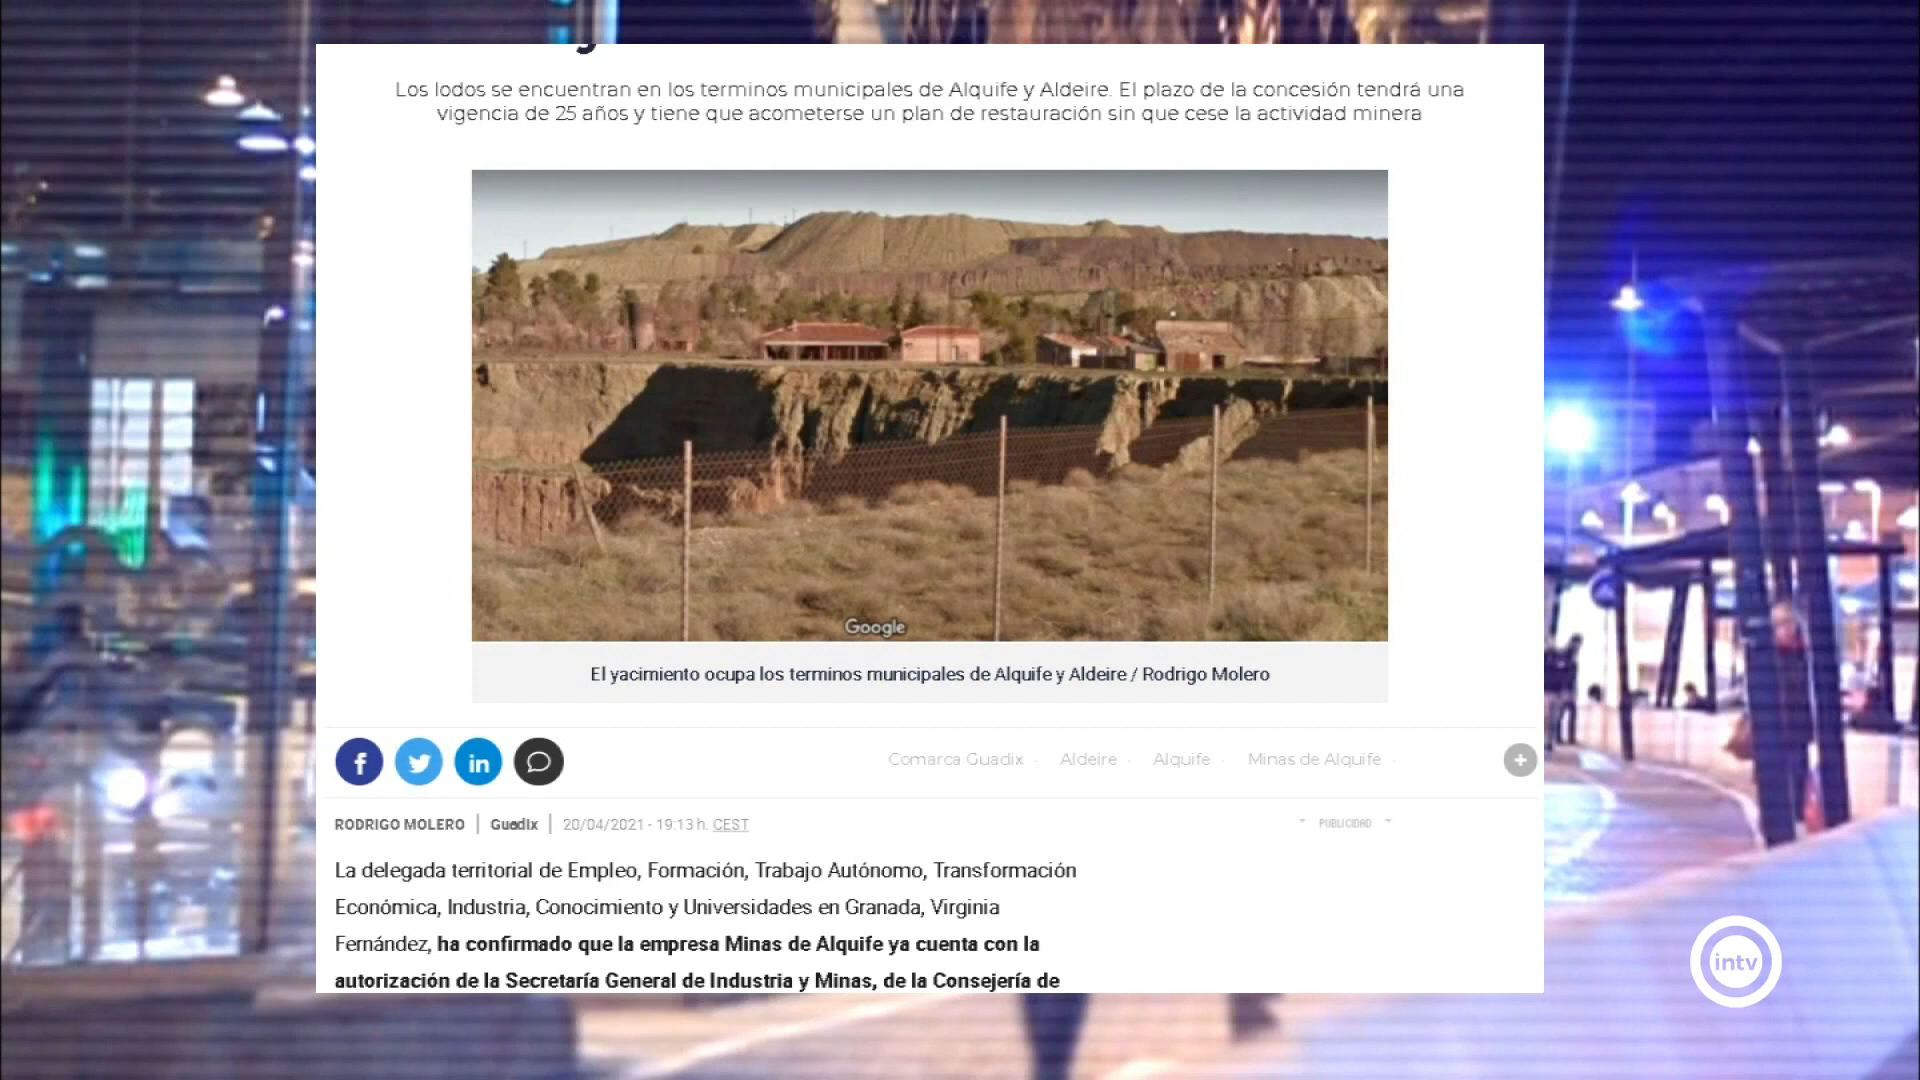 Los lodos se encuentran en los terminos municipales de Alquife y Aldeire. El plazo de la concesión tendrá una
vigencia de 25 años y tiene que acometerse un plan de restauración sin que cese la actividad minera
Google
El yacimiento ocupa los terminos municipales de Alquife y Aldeire / Rodrigo Molero
f
in
Comarca Guadix · Aldeire · Alquife · Minas de Alquife ·
RODRIGO MOLERO | Guadix | 20/04/2021 - 19:13 h. CEST
PUBLICIDAD
La delegada territorial de Empleo, Formación, Trabajo Autónomo, Transformación
Económica, Industria, Conocimiento y Universidades en Granada, Virginia
Fernández, ha confirmado que la empresa Minas de Alquife ya cuenta con la
autorización de la Secretaría General de Industria y Minas, de la Consejería de
intv